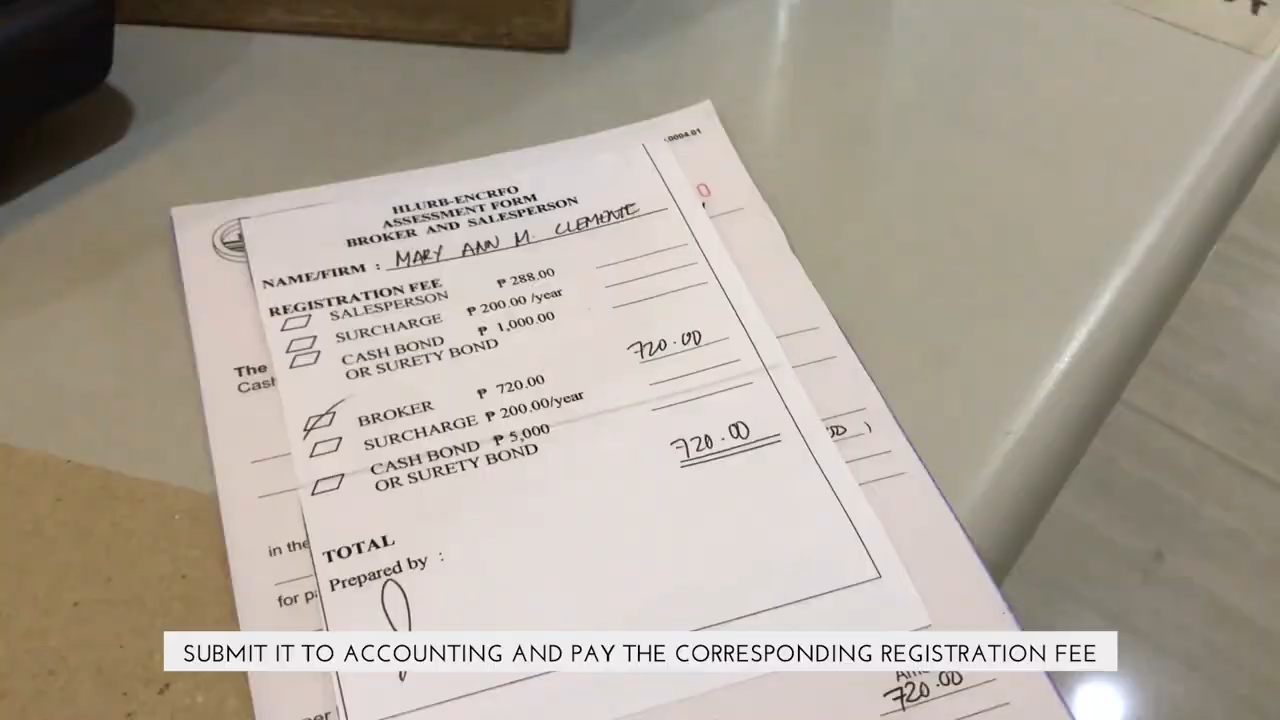 .0004.01
HLURB-ENCRFO
ASSESSMENT FORM
BROKER AND SALESPERSON
NAME/FIRM : MARY ANN M. CLEMENTE
REGISTRATION FEE
SALESPERSON ₱ 288.00
SURCHARGE ₱ 200.00 /year
CASH BOND ₱ 1,000.00
OR SURETY BOND
BROKER ₱ 720.00 720.00
SURCHARGE ₱ 200.00/year
CASH BOND ₱ 5,000
OR SURETY BOND
720.00
TOTAL
Prepared by :
The
Cash
in the
for
720.00
SUBMIT IT TO ACCOUNTING AND PAY THE CORRESPONDING REGISTRATION FEE